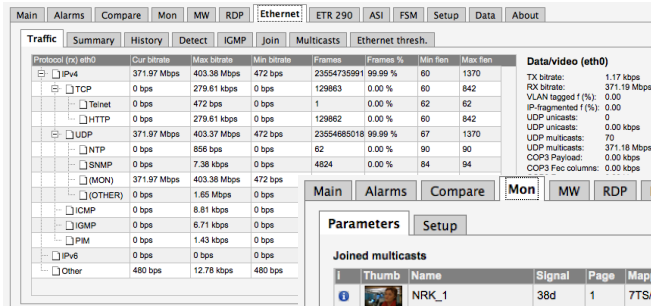 Main Alarms Compare Mon MW RDP Ethernet ETR 290 ASI FSM Setup Data About
Traffic Summary History Detect IGMP Join Multicasts Ethernet thresh.
Protocol (rx) eth0 Cur bitrate Max bitrate Min bitrate Frames Frames % Min flen Max flen
IPv4 371.97 Mbps 403.38 Mbps 472 bps 23554735991 99.99 % 60 1370
TCP 0 bps 279.61 kbps 0 bps 129863 0.00 % 60 842
Telnet 0 bps 472 bps 0 bps 1 0.00 % 62 62
HTTP 0 bps 279.61 kbps 0 bps 129862 0.00 % 60 842
UDP 371.97 Mbps 403.37 Mbps 472 bps 23554685018 99.99 % 67 1370
NTP 0 bps 856 bps 0 bps 62 0.00 % 90 90
SNMP 0 bps 7.38 kbps 0 bps 4824 0.00 % 84 94
(MON) 371.97 Mbps 403.38 Mbps 472 bps
(OTHER) 0 bps 1.65 Mbps 0 bps
ICMP 0 bps 8.81 kbps 0 bps
IGMP 0 bps 6.71 kbps 0 bps
PIM 0 bps 1.43 kbps 0 bps
IPv6 0 bps 0 bps 0 bps
Other 480 bps 12.78 kbps 480 bps
Data/video (eth0)
TX bitrate: 1.17 kbps
RX bitrate: 371.19 Mbps
VLAN tagged f (%): 0.00
IP-fragmented f (%): 0.00
UDP unicasts: 0
UDP unicasts: 0.00 kbps
UDP multicasts: 70
UDP multicasts: 371.18 Mbps
COP3 Payload: 0.00 kbps
COP3 Fec columns: 0.00 kbps
Main Alarms Compare Mon MW RDP
Parameters Setup
Joined multicasts
i Thumb Name Signal Page
NRK_1 38d 1